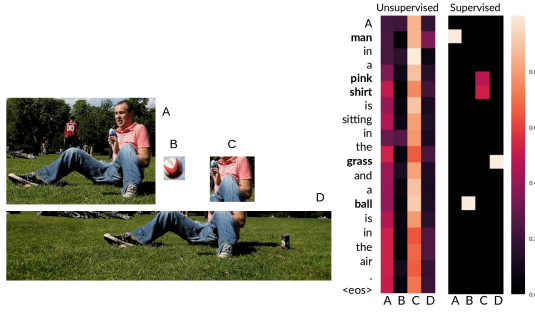 Unsupervised Supervised
A
man
in
a
pink
shirt
is
sitting
in
the
grass
and
a
ball
is
in
the
air
.
<eos>
A B C D A B C D
A
B C
D